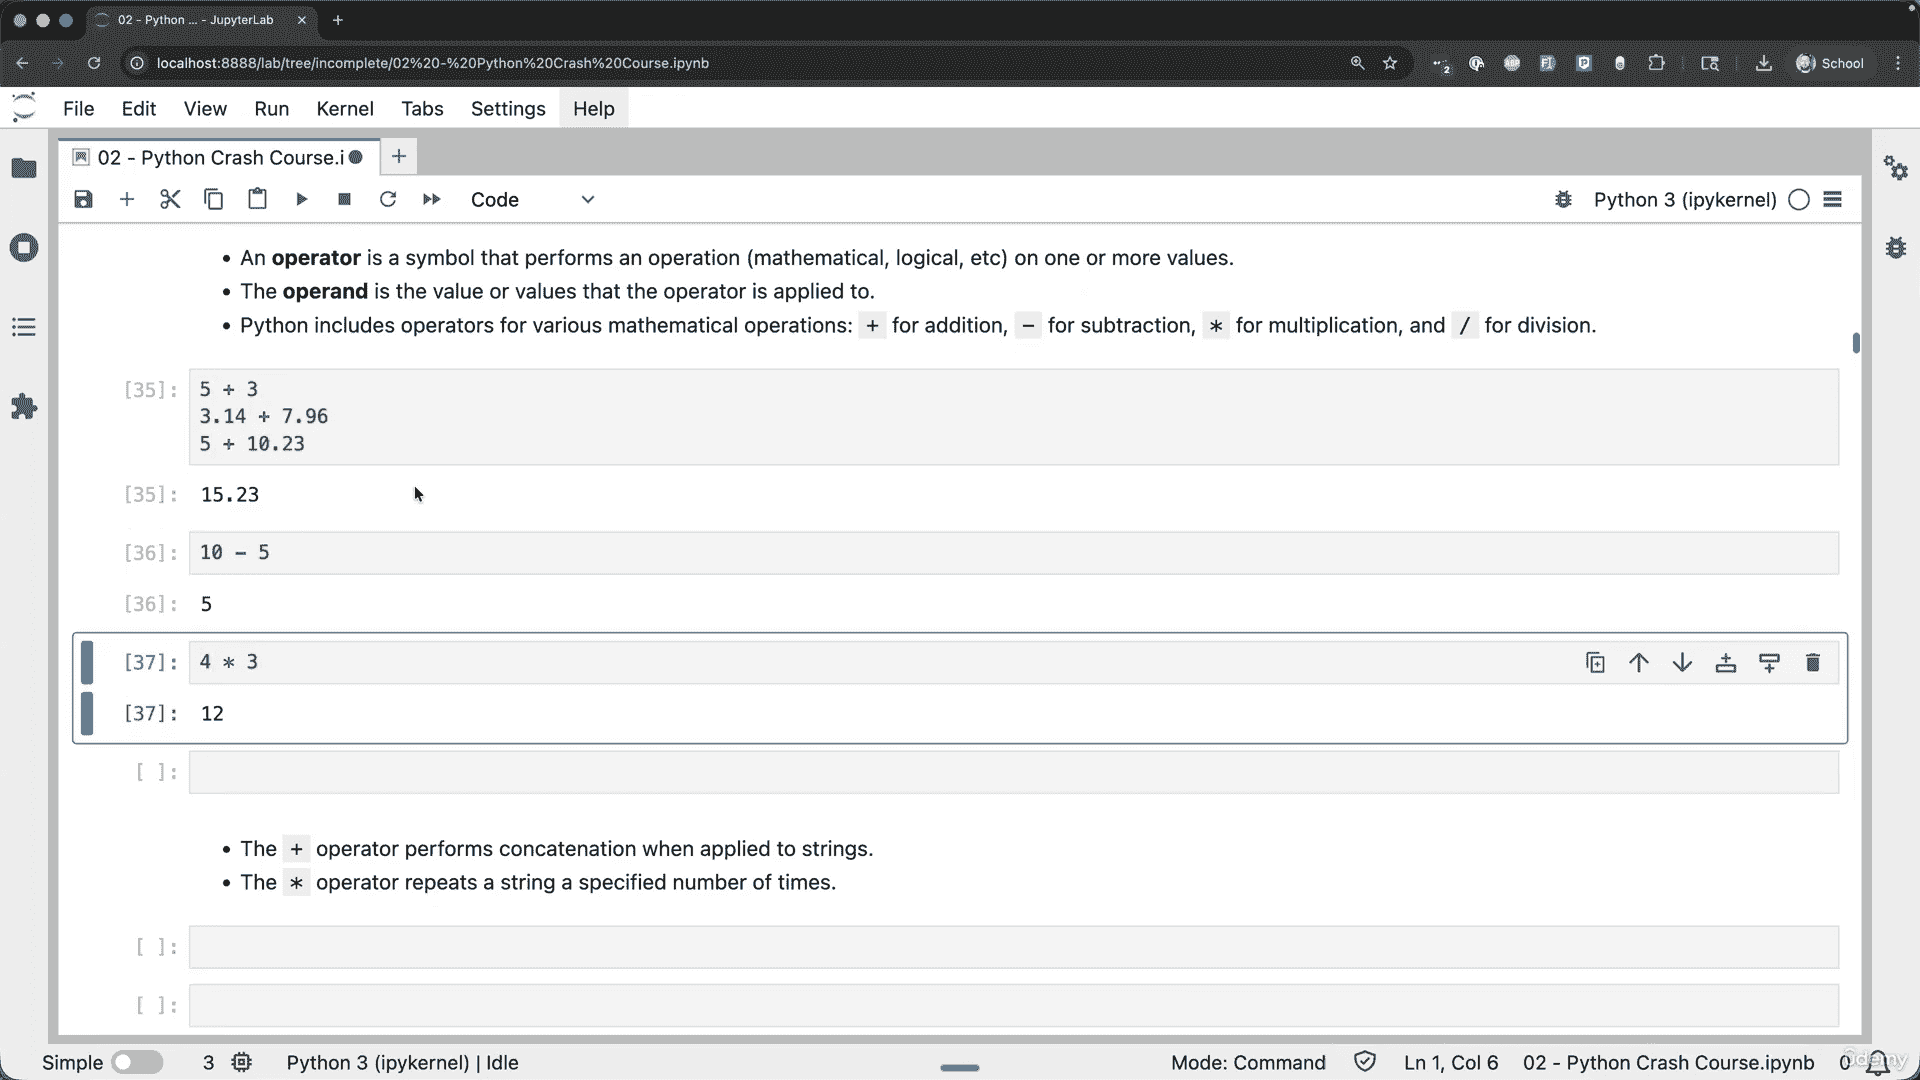 02 - Python ... - JupyterLab
localhost:8888/lab/tree/incomplete/02%20-%20Python%20Crash%20Course.ipynb
2
School
File Edit View Run Kernel Tabs Settings Help
02 - Python Crash Course.i
Code
Python 3 (ipykernel)
• An operator is a symbol that performs an operation (mathematical, logical, etc) on one or more values.
• The operand is the value or values that the operator is applied to.
• Python includes operators for various mathematical operations: + for addition, - for subtraction, * for multiplication, and / for division.
[35]: 5 + 3
3.14 + 7.96
5 + 10.23
[35]: 15.23
[36]: 10 - 5
[36]: 5
[37]: 4 * 3
[37]: 12
[ ]:
• The + operator performs concatenation when applied to strings.
• The * operator repeats a string a specified number of times.
[ ]:
[ ]:
Simple 3 Python 3 (ipykernel) | Idle Mode: Command Ln 1, Col 6 02 - Python Crash Course.ipynb 0
Udemy